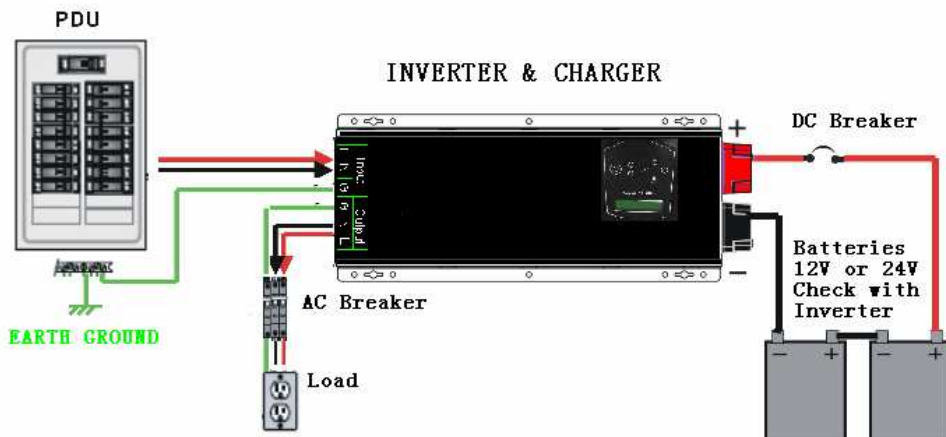 PDU
INVERTER & CHARGER
+
DC Breaker
Input
L N G
Output
G N L
−
Batteries
12V or 24V
Check with
Inverter
AC Breaker
EARTH GROUND
Load
− + − +